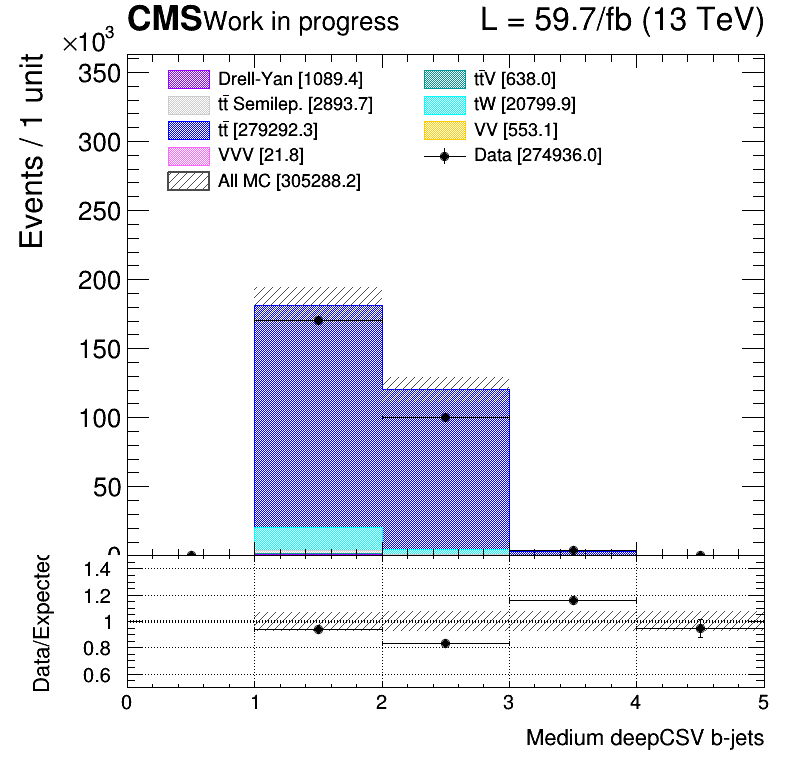 CMS Work in progress L = 59.7/fb (13 TeV)
×10³
Events / 1 unit
350
300
250
200
150
100
50
0
Drell-Yan [1089.4]
tt̄ Semilep. [2893.7]
tt̄ [279292.3]
VVV [21.8]
All MC [305288.2]
tt̄V [638.0]
tW [20799.9]
VV [553.1]
Data [274936.0]
Data/Expected
1.4
1.2
1
0.8
0.6
0 1 2 3 4 5
Medium deepCSV b-jets